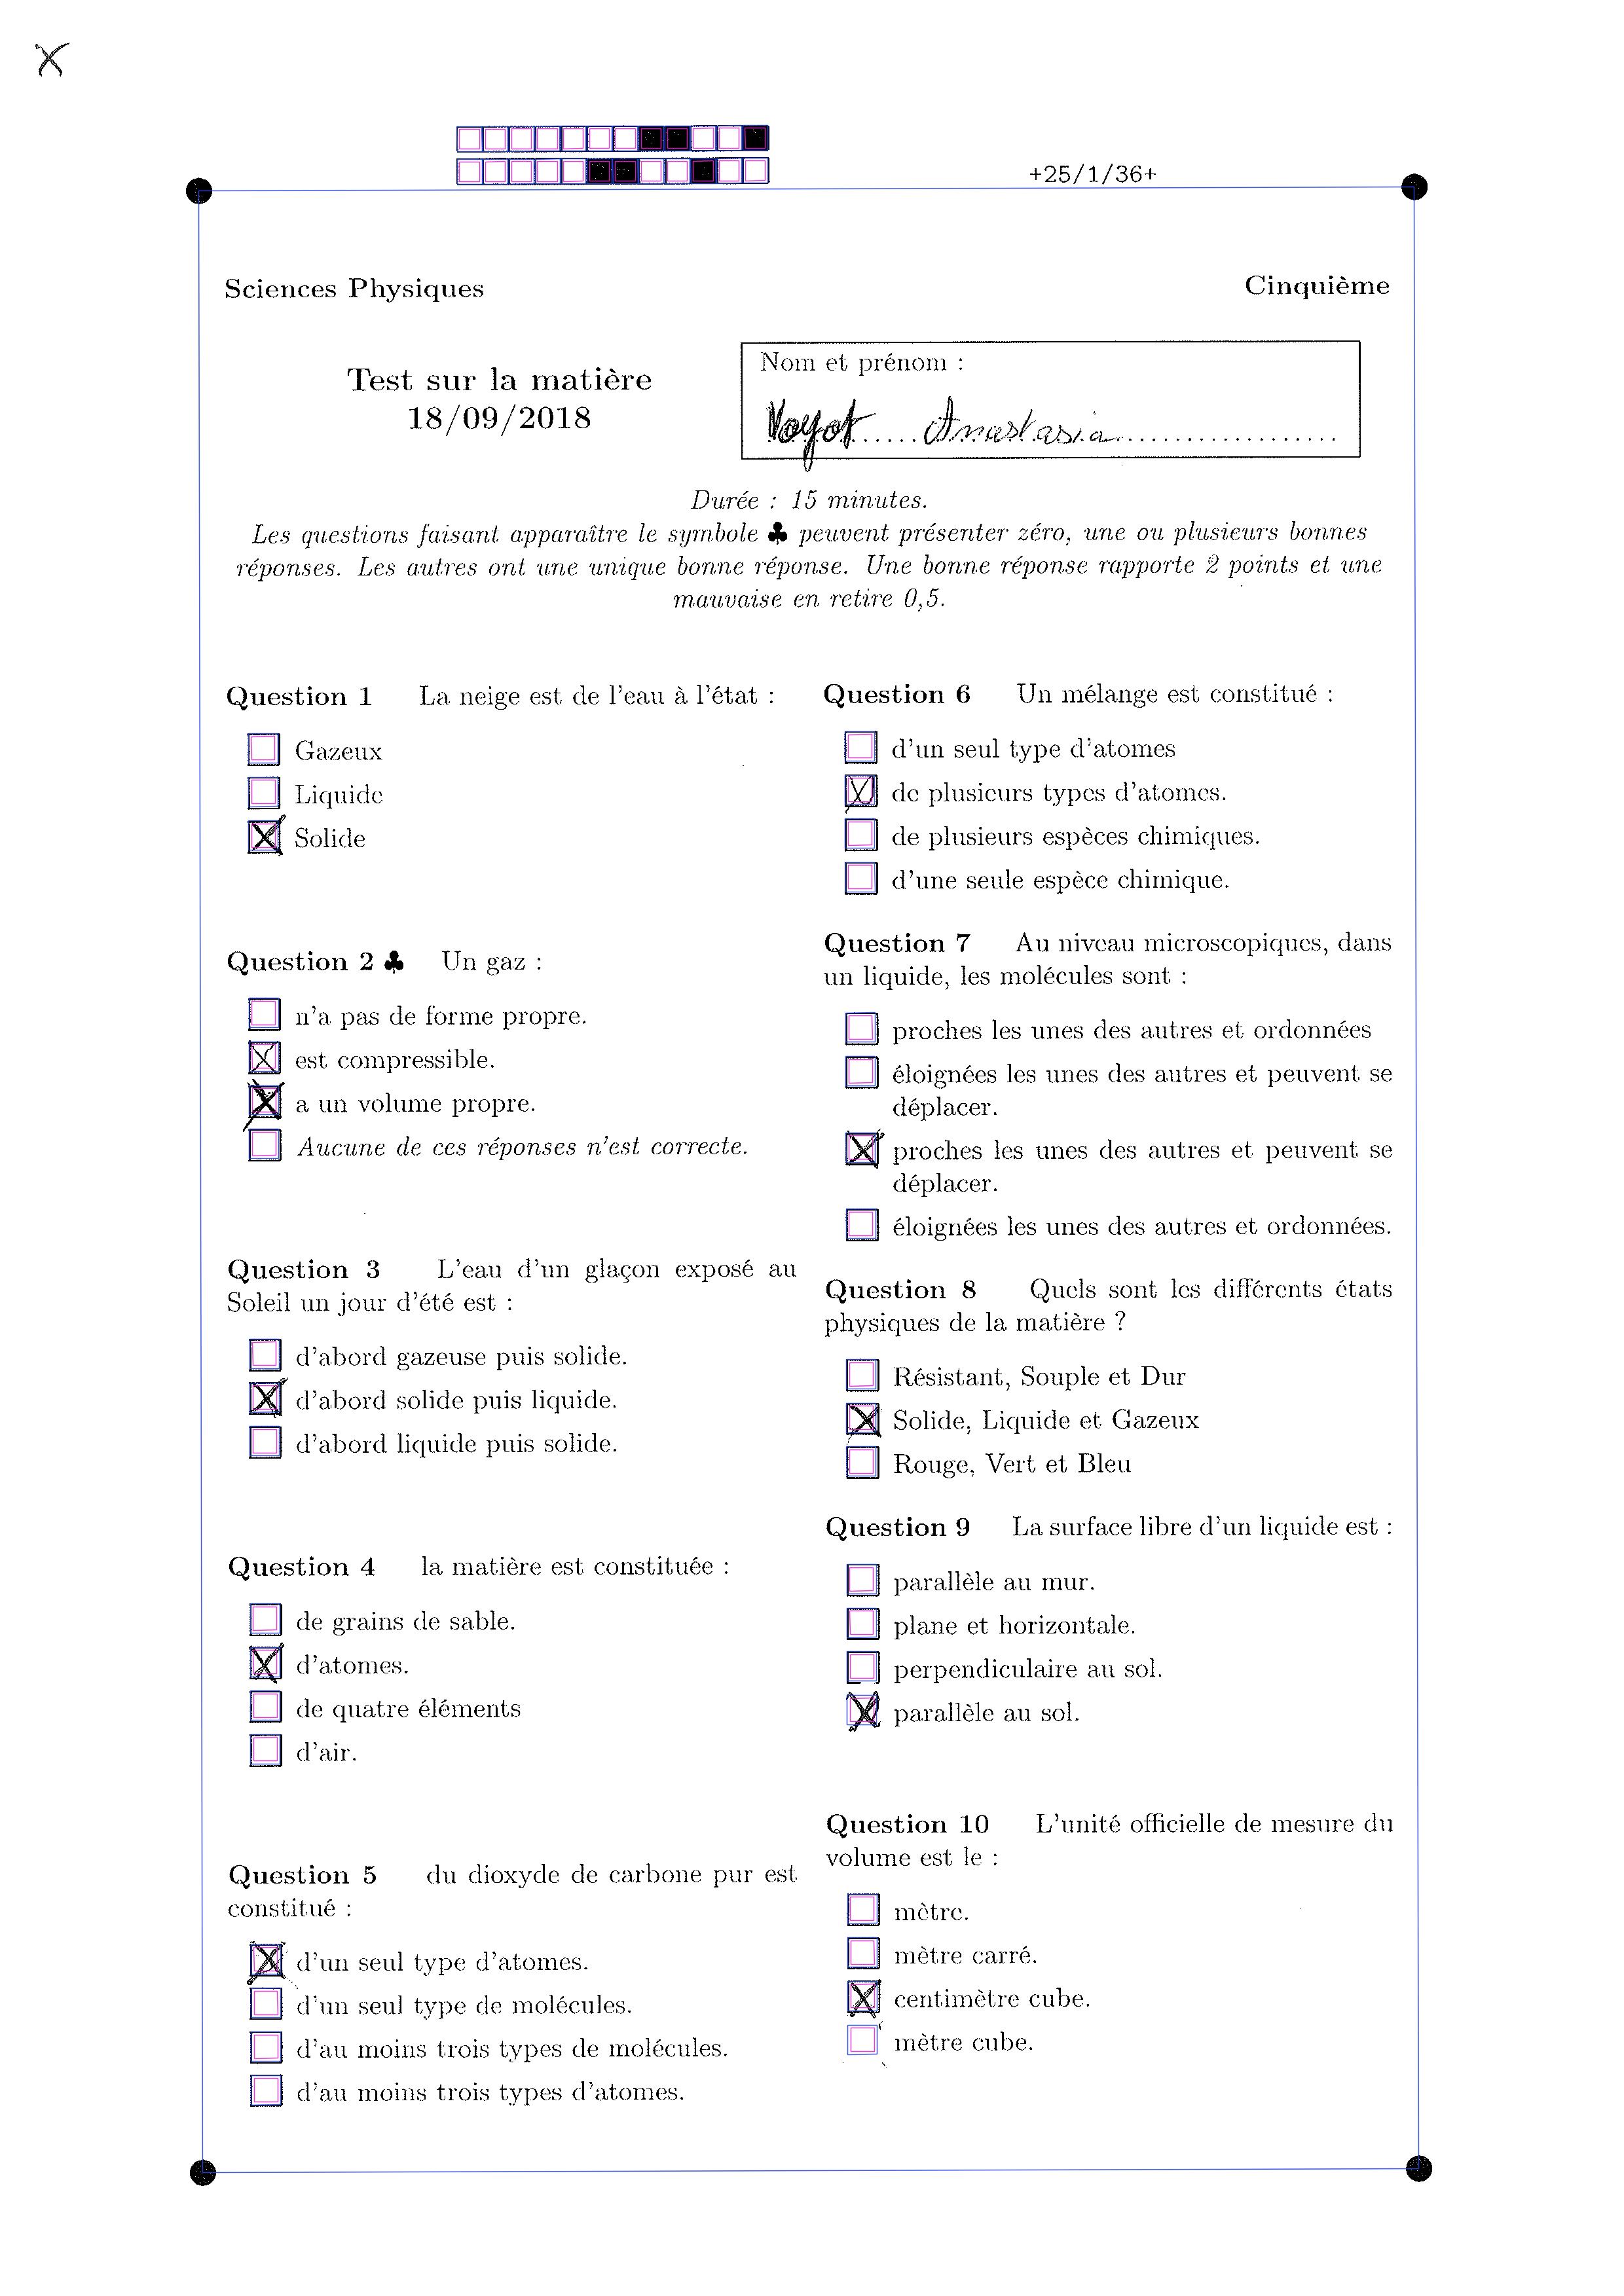 +25/1/36+
Sciences Physiques
Cinquième
Test sur la matière
18/09/2018
Nom et prénom :
Voyot Anastasia
Durée : 15 minutes.
Les questions faisant apparaître le symbole ♣ peuvent présenter zéro, une ou plusieurs bonnes
réponses. Les autres ont une unique bonne réponse. Une bonne réponse rapporte 2 points et une
mauvaise en retire 0,5.
Question 1 La neige est de l'eau à l'état :
Gazeux
Liquide
Solide
Question 2 ♣ Un gaz :
n'a pas de forme propre.
est compressible.
a un volume propre.
Aucune de ces réponses n'est correcte.
Question 3 L'eau d'un glaçon exposé au
Soleil un jour d'été est :
d'abord gazeuse puis solide.
d'abord solide puis liquide.
d'abord liquide puis solide.
Question 4 la matière est constituée :
de grains de sable.
d'atomes.
de quatre éléments
d'air.
Question 5 du dioxyde de carbone pur est
constitué :
d'un seul type d'atomes.
d'un seul type de molécules.
d'au moins trois types de molécules.
d'au moins trois types d'atomes.
Question 6 Un mélange est constitué :
d'un seul type d'atomes
de plusieurs types d'atomes.
de plusieurs espèces chimiques.
d'une seule espèce chimique.
Question 7 Au niveau microscopiques, dans
un liquide, les molécules sont :
proches les unes des autres et ordonnées
éloignées les unes des autres et peuvent se
déplacer.
proches les unes des autres et peuvent se
déplacer.
éloignées les unes des autres et ordonnées.
Question 8 Quels sont les différents états
physiques de la matière ?
Résistant, Souple et Dur
Solide, Liquide et Gazeux
Rouge, Vert et Bleu
Question 9 La surface libre d'un liquide est :
parallèle au mur.
plane et horizontale.
perpendiculaire au sol.
parallèle au sol.
Question 10 L'unité officielle de mesure du
volume est le :
mètre.
mètre carré.
centimètre cube.
mètre cube.